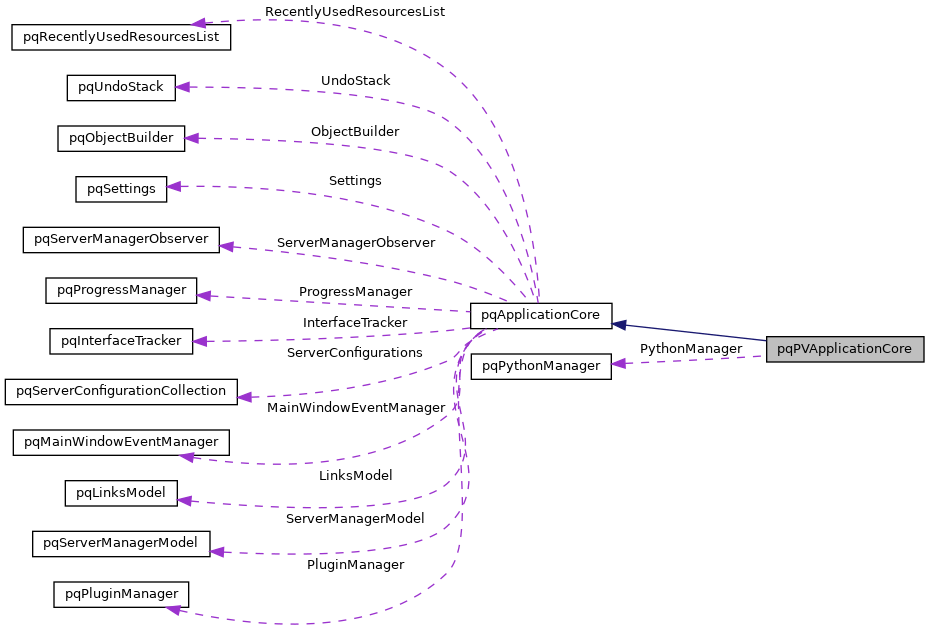 RecentlyUsedResourcesList
pqRecentlyUsedResourcesList
UndoStack
pqUndoStack
ObjectBuilder
pqObjectBuilder
Settings
pqSettings
ServerManagerObserver
pqServerManagerObserver
ProgressManager
pqProgressManager
pqApplicationCore
InterfaceTracker
pqInterfaceTracker
PythonManager
pqPVApplicationCore
ServerConfigurations
pqPythonManager
pqServerConfigurationCollection
MainWindowEventManager
pqMainWindowEventManager
LinksModel
pqLinksModel
ServerManagerModel
pqServerManagerModel
PluginManager
pqPluginManager